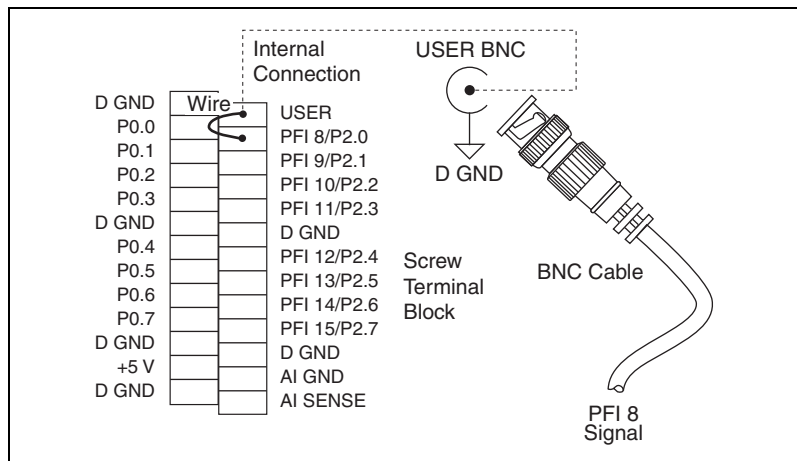 Internal
Connection
USER BNC
D GND
P0.0
P0.1
P0.2
P0.3
D GND
P0.4
P0.5
P0.6
P0.7
D GND
+5 V
D GND
Wire
USER
PFI 8/P2.0
PFI 9/P2.1
PFI 10/P2.2
PFI 11/P2.3
D GND
PFI 12/P2.4
PFI 13/P2.5
PFI 14/P2.6
PFI 15/P2.7
D GND
AI GND
AI SENSE
Screw
Terminal
Block
D GND
BNC Cable
PFI 8
Signal